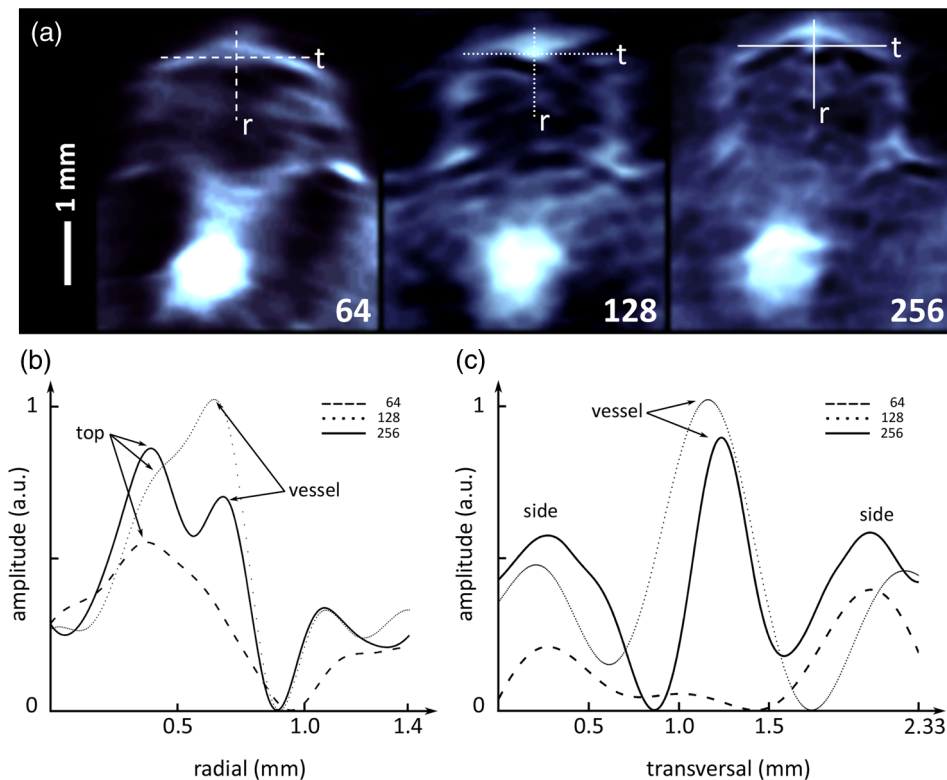 (a)
t
r
64
t
r
128
t
r
256
1 mm
(b)
1
0
amplitude (a.u.)
top
vessel
64
128
256
0.5
1.0
1.4
radial (mm)
(c)
1
0
amplitude (a.u.)
side
vessel
side
64
128
256
0.5
1.0
1.5
2.33
transversal (mm)